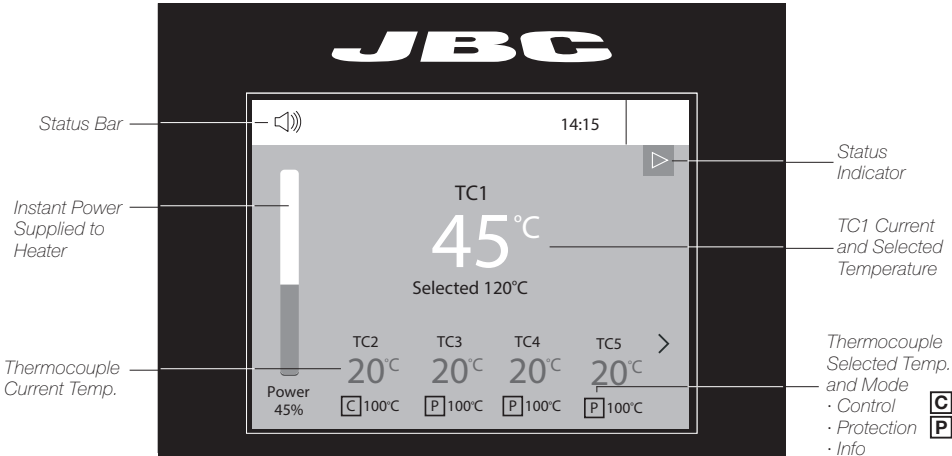 JBC
Status Bar
14:15
Status
Indicator
Instant Power
Supplied to
Heater
TC1
45°C
Selected 120°C
TC1 Current
and Selected
Temperature
Thermocouple
Current Temp.
Power
45%
TC2 TC3 TC4 TC5
20°C 20°C 20°C 20°C
C 100°C P 100°C P 100°C P 100°C
Thermocouple
Selected Temp.
and Mode
· Control C
· Protection P
· Info